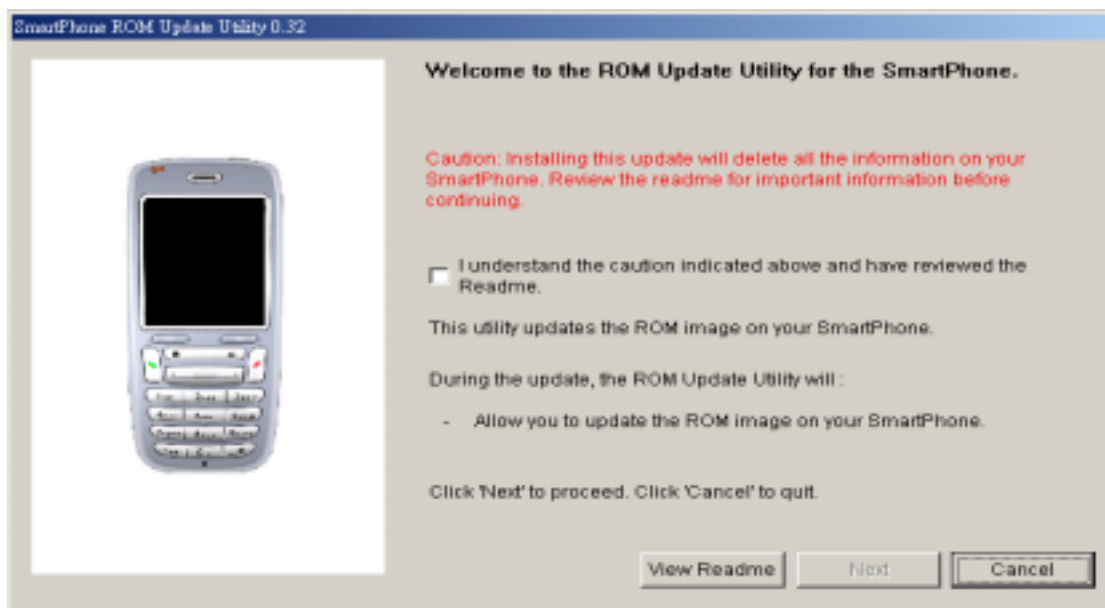 SmartPhone ROM Update Utility 0.32
Welcome to the ROM Update Utility for the SmartPhone.
Caution: Installing this update will delete all the information on your
SmartPhone. Review the readme for important information before
continuing.
I understand the caution indicated above and have reviewed the
Readme.
This utility updates the ROM image on your SmartPhone.
During the update, the ROM Update Utility will :
- Allow you to update the ROM image on your SmartPhone.
Click 'Next' to proceed. Click 'Cancel' to quit.
View Readme
Next
Cancel